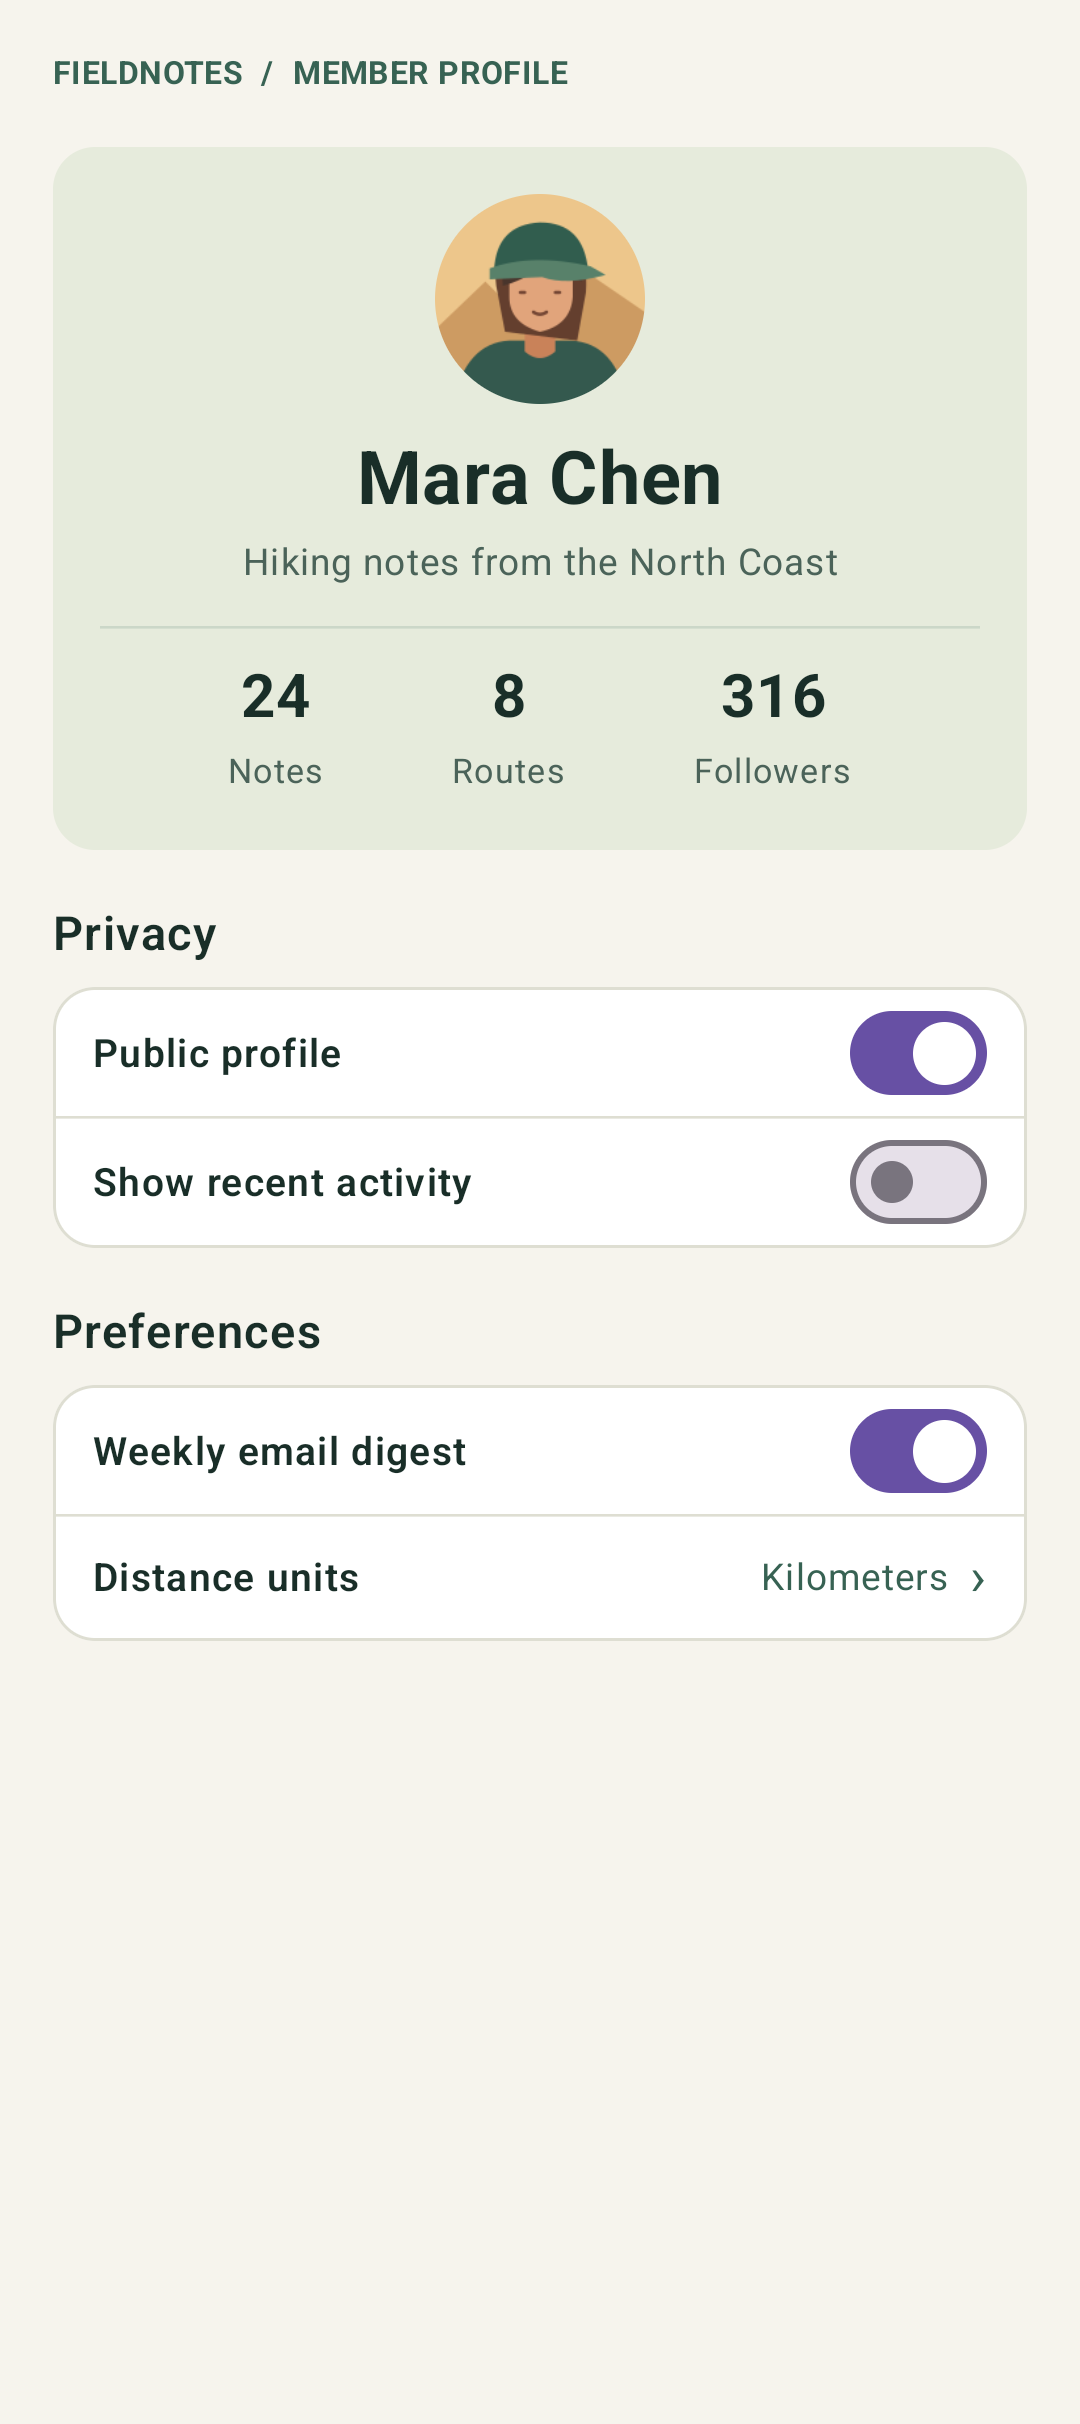 FIELDNOTES / MEMBER PROFILE
Mara Chen
Hiking notes from the North Coast
24 8 316
Notes Routes Followers
Privacy
Public profile
Show recent activity
Preferences
Weekly email digest
Distance units Kilometers ›